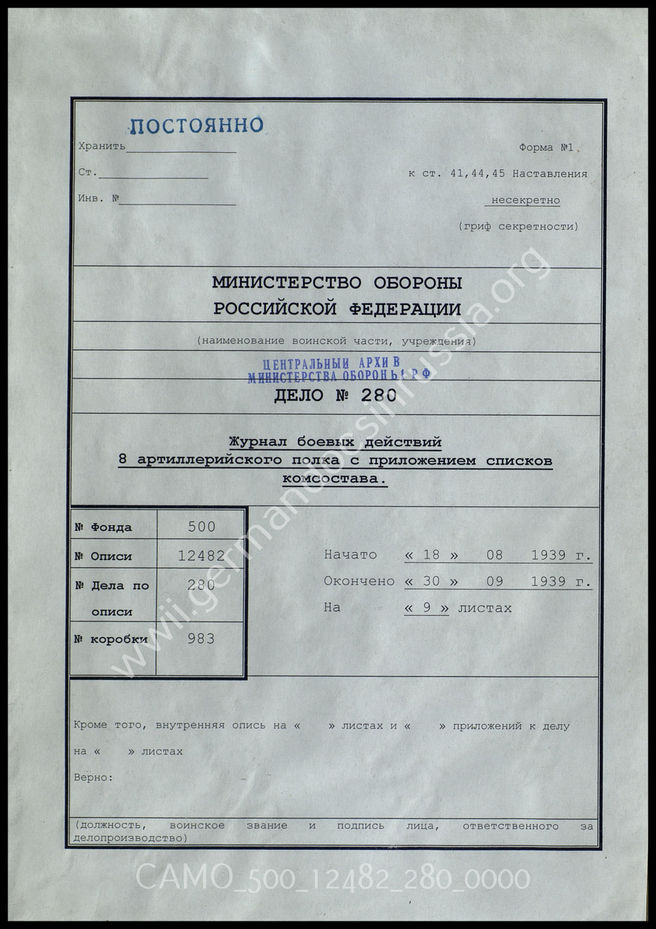 ПОСТОЯННО
Хранить
Форма №1.
Ст.
к ст. 41,44,45 Наставления
Инв. №
несекретно
(гриф секретности)
МИНИСТЕРСТВО ОБОРОНЫ
РОССИЙСКОЙ ФЕДЕРАЦИИ
(наименование воинской части, учреждения)
ЦЕНТРАЛЬНЫЙ АРХИВ
МИНИСТЕРСТВА ОБОРОНЫ РФ
ДЕЛО № 280
Журнал боевых действий
8 артиллерийского полка с приложением списков
комсостава.
№ Фонда 500
№ Описи 12482
№ Дела по описи 280
№ коробки 983
Начато « 18 » 08 1939 г.
Окончено « 30 » 09 1939 г.
На « 9 » листах
Кроме того, внутренняя опись на « » листах и « » приложений к делу
на « » листах
Верно:
(должность, воинское звание и подпись лица, ответственного за
делопроизводство)
wwii.germandocsinrussia.org
CAMO_500_12482_280_0000